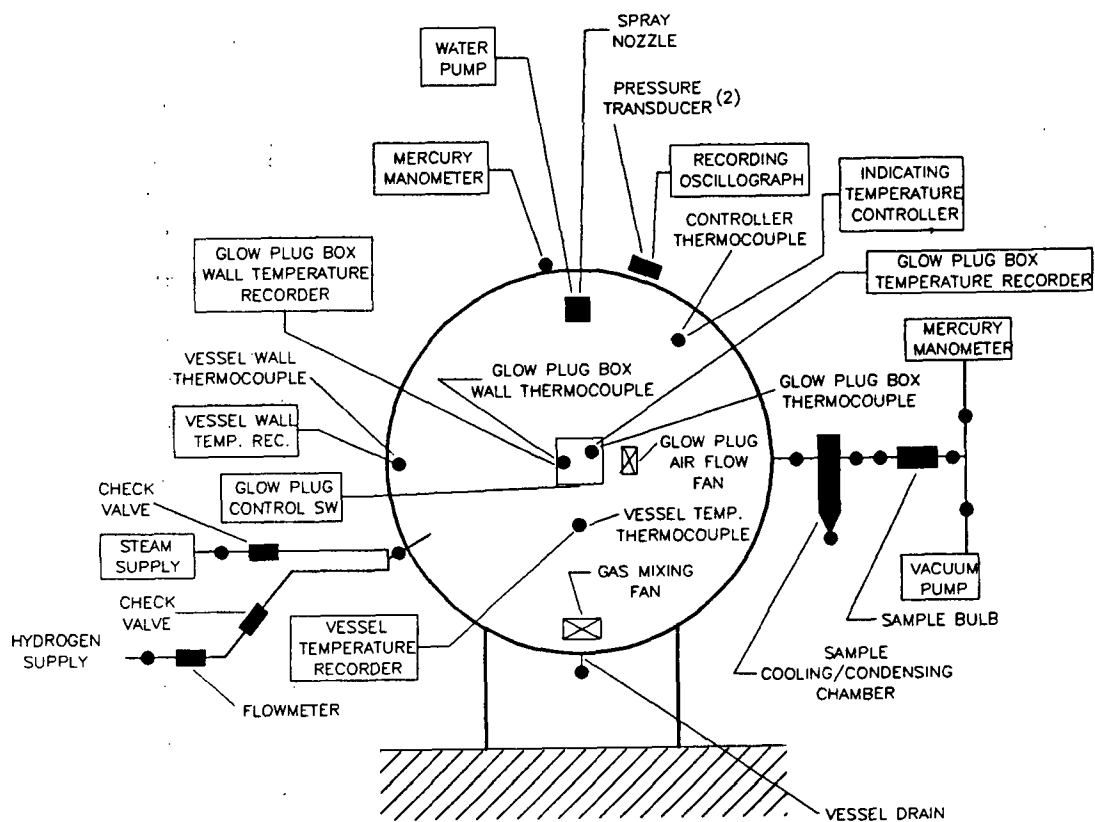 SPRAY
NOZZLE
WATER
PUMP
PRESSURE
TRANSDUCER (2)
MERCURY
MANOMETER
RECORDING
OSCILLOGRAPH
INDICATING
TEMPERATURE
CONTROLLER
CONTROLLER
THERMOCOUPLE
GLOW PLUG BOX
WALL TEMPERATURE
RECORDER
GLOW PLUG BOX
TEMPERATURE RECORDER
MERCURY
MANOMETER
VESSEL WALL
THERMOCOUPLE
GLOW PLUG BOX
WALL THERMOCOUPLE
GLOW PLUG BOX
THERMOCOUPLE
VESSEL WALL
TEMP. REC.
GLOW PLUG
AIR FLOW
FAN
GLOW PLUG
CONTROL SW
CHECK
VALVE
VESSEL TEMP.
THERMOCOUPLE
STEAM
SUPPLY
GAS MIXING
FAN
VACUUM
PUMP
CHECK
VALVE
SAMPLE BULB
HYDROGEN
SUPPLY
VESSEL
TEMPERATURE
RECORDER
SAMPLE
COOLING/CONDENSING
CHAMBER
FLOWMETER
VESSEL DRAIN